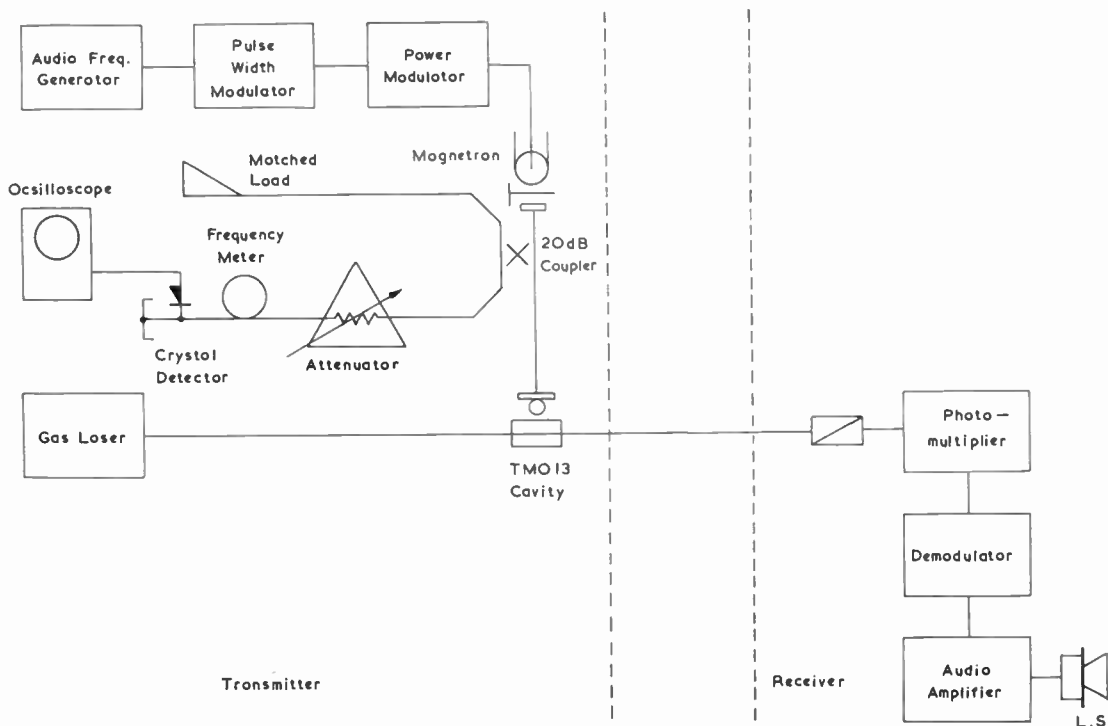 Audio Freq.
Generotor
Pulse
Width
Modulator
Power
Modulotor
Mognetron
Motched
Load
Ocsilloscope
Frequency
Meter
20dB
Coupler
Crystol
Detector
Attenuator
Gas Loser
TM013
Cavity
Photo –
multiplier
Demodulator
Audio
Amplifier
Tronsmitter
Receiver
L.S